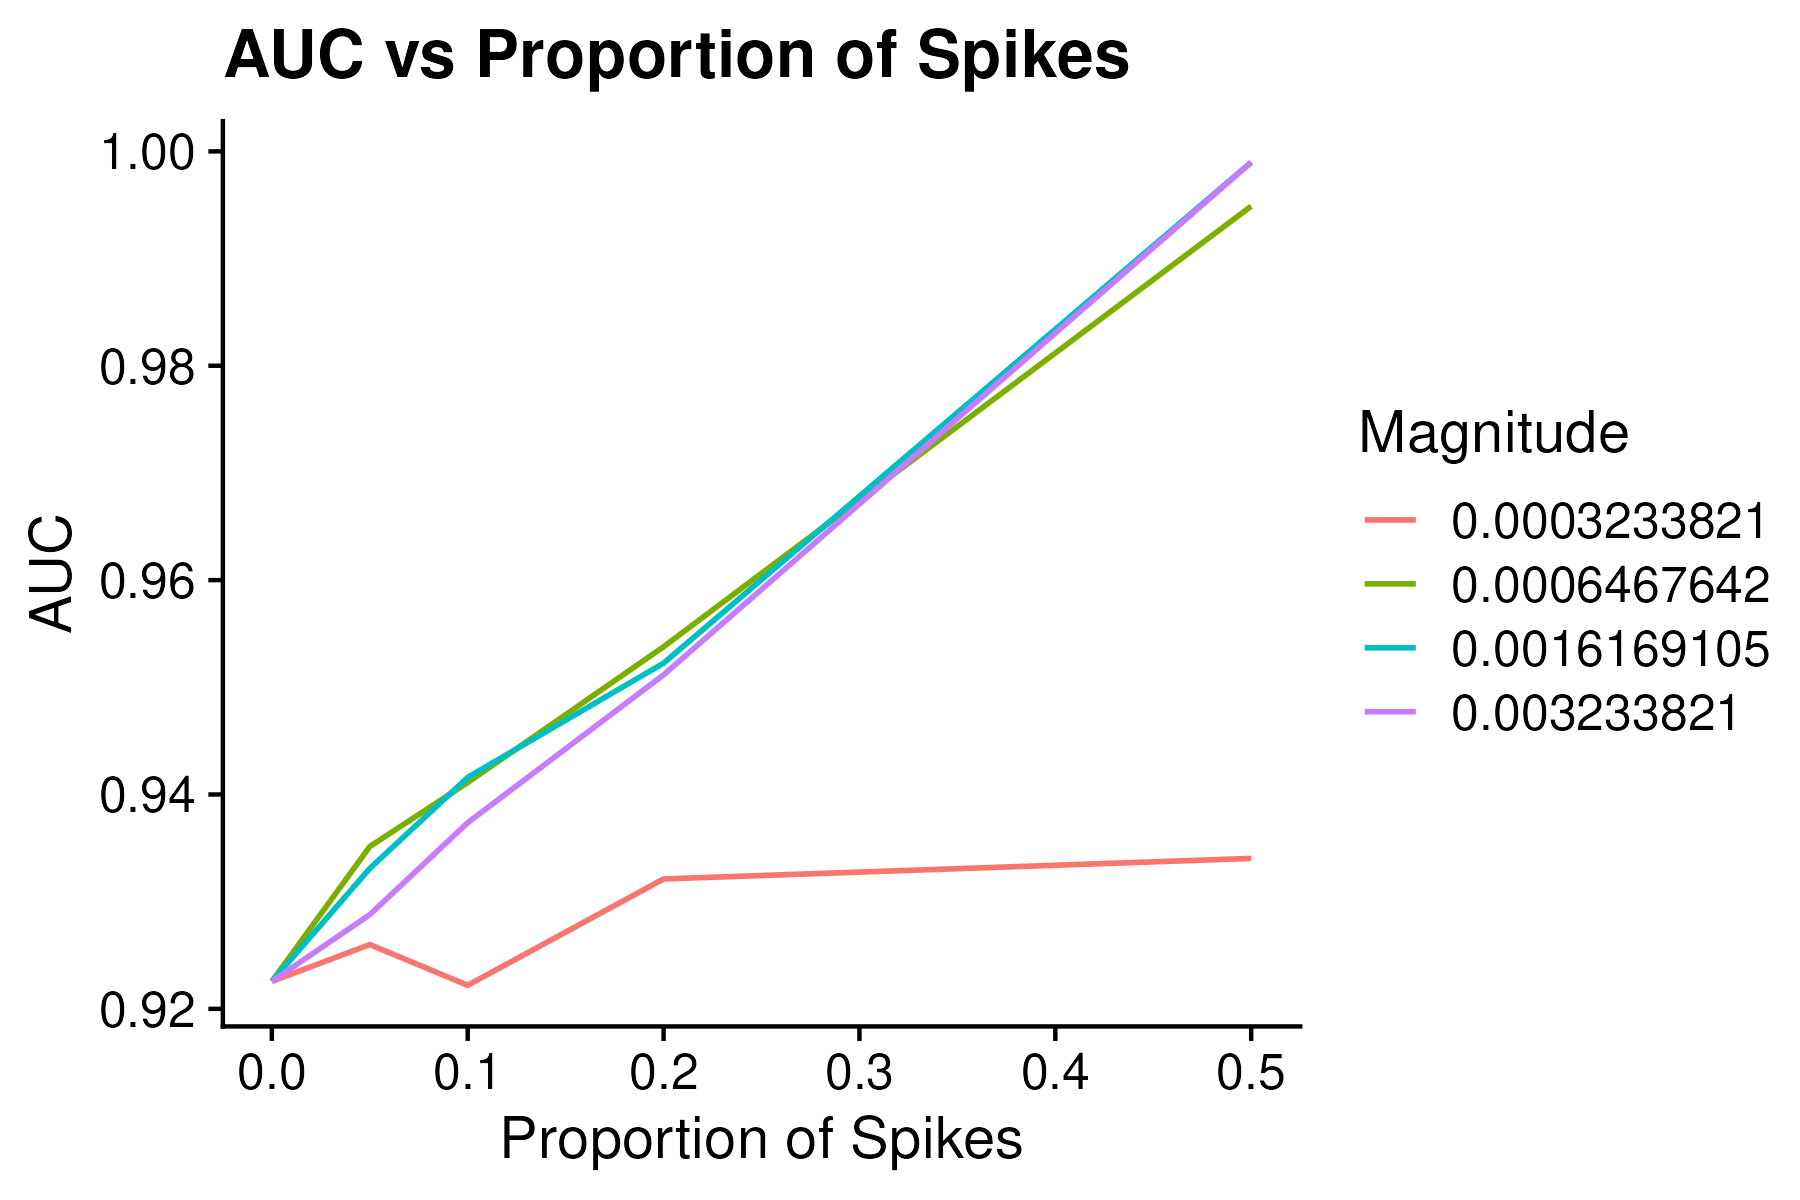 AUC vs Proportion of Spikes
AUC
1.00
0.98
0.96
0.94
0.92
0.0 0.1 0.2 0.3 0.4 0.5
Proportion of Spikes
Magnitude
0.0003233821
0.0006467642
0.0016169105
0.003233821